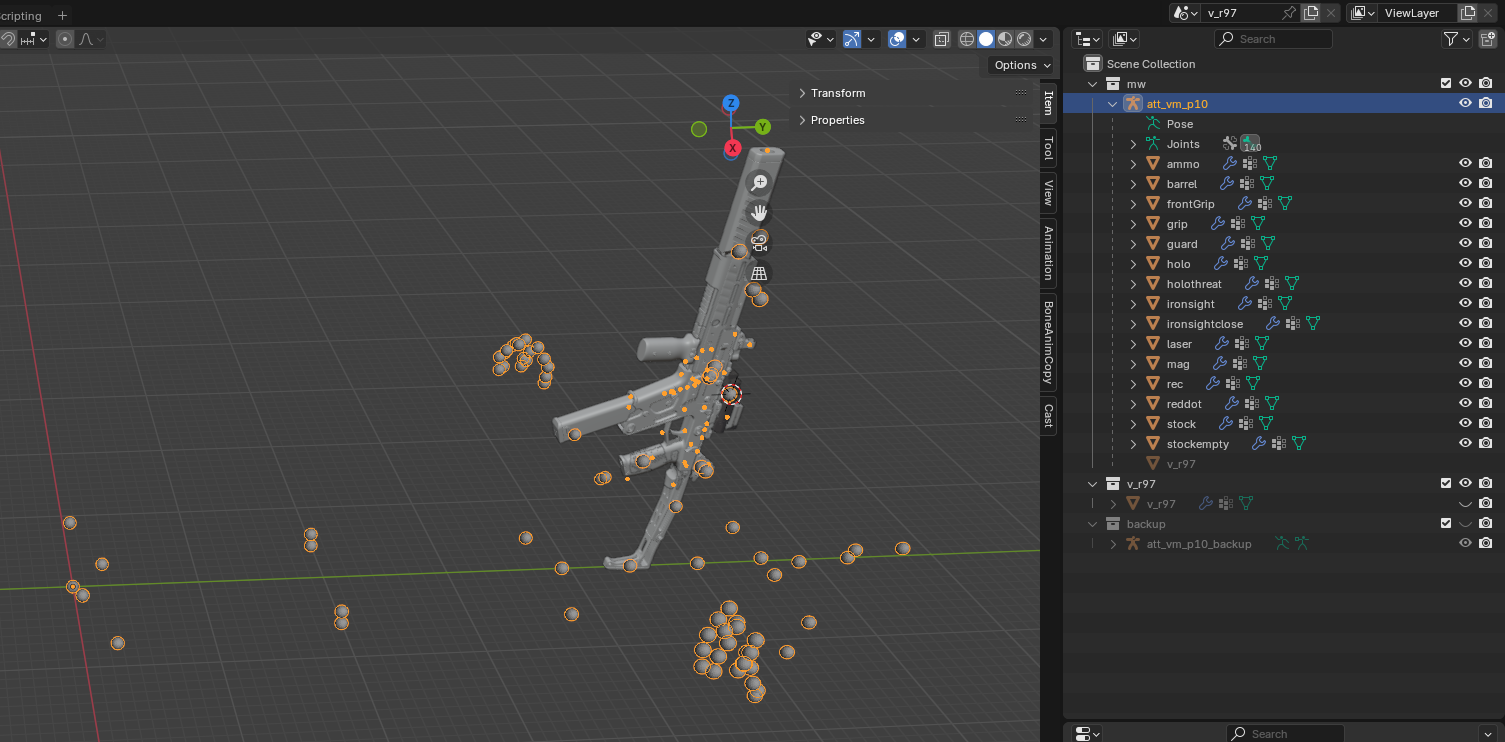 cripting +
v_r97
ViewLayer
Search
Options
Transform
Properties
Z
Y
X
Item
Tool
View
Animation
BoneAnimCopy
Cast
Scene Collection
mw
att_vm_p10
Pose
Joints 140
ammo
barrel
frontGrip
grip
guard
holo
holothreat
ironsight
ironsightclose
laser
mag
rec
reddot
stock
stockempty
v_r97
v_r97
v_r97
backup
att_vm_p10_backup
Search